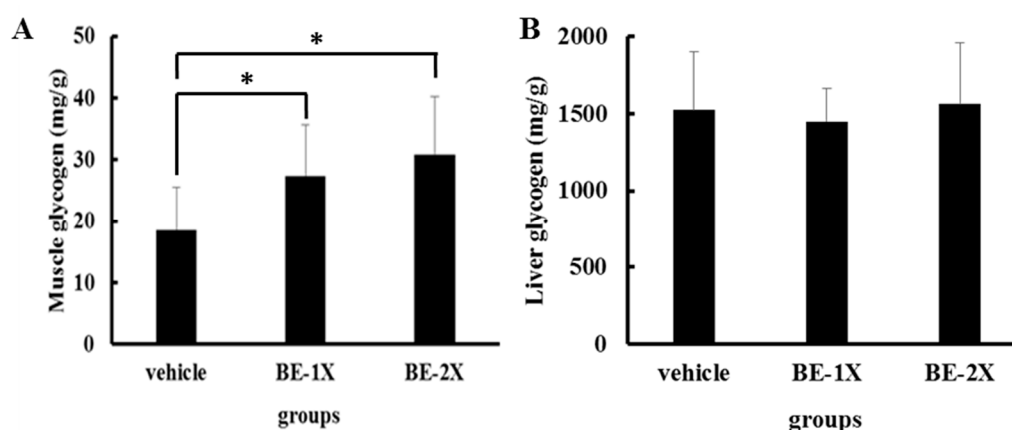 A
Muscle glycogen (mg/g)
50
40
30
20
10
0
*
*
vehicle BE-1X BE-2X
groups
B
Liver glycogen (mg/g)
2000
1500
1000
500
0
vehicle BE-1X BE-2X
groups